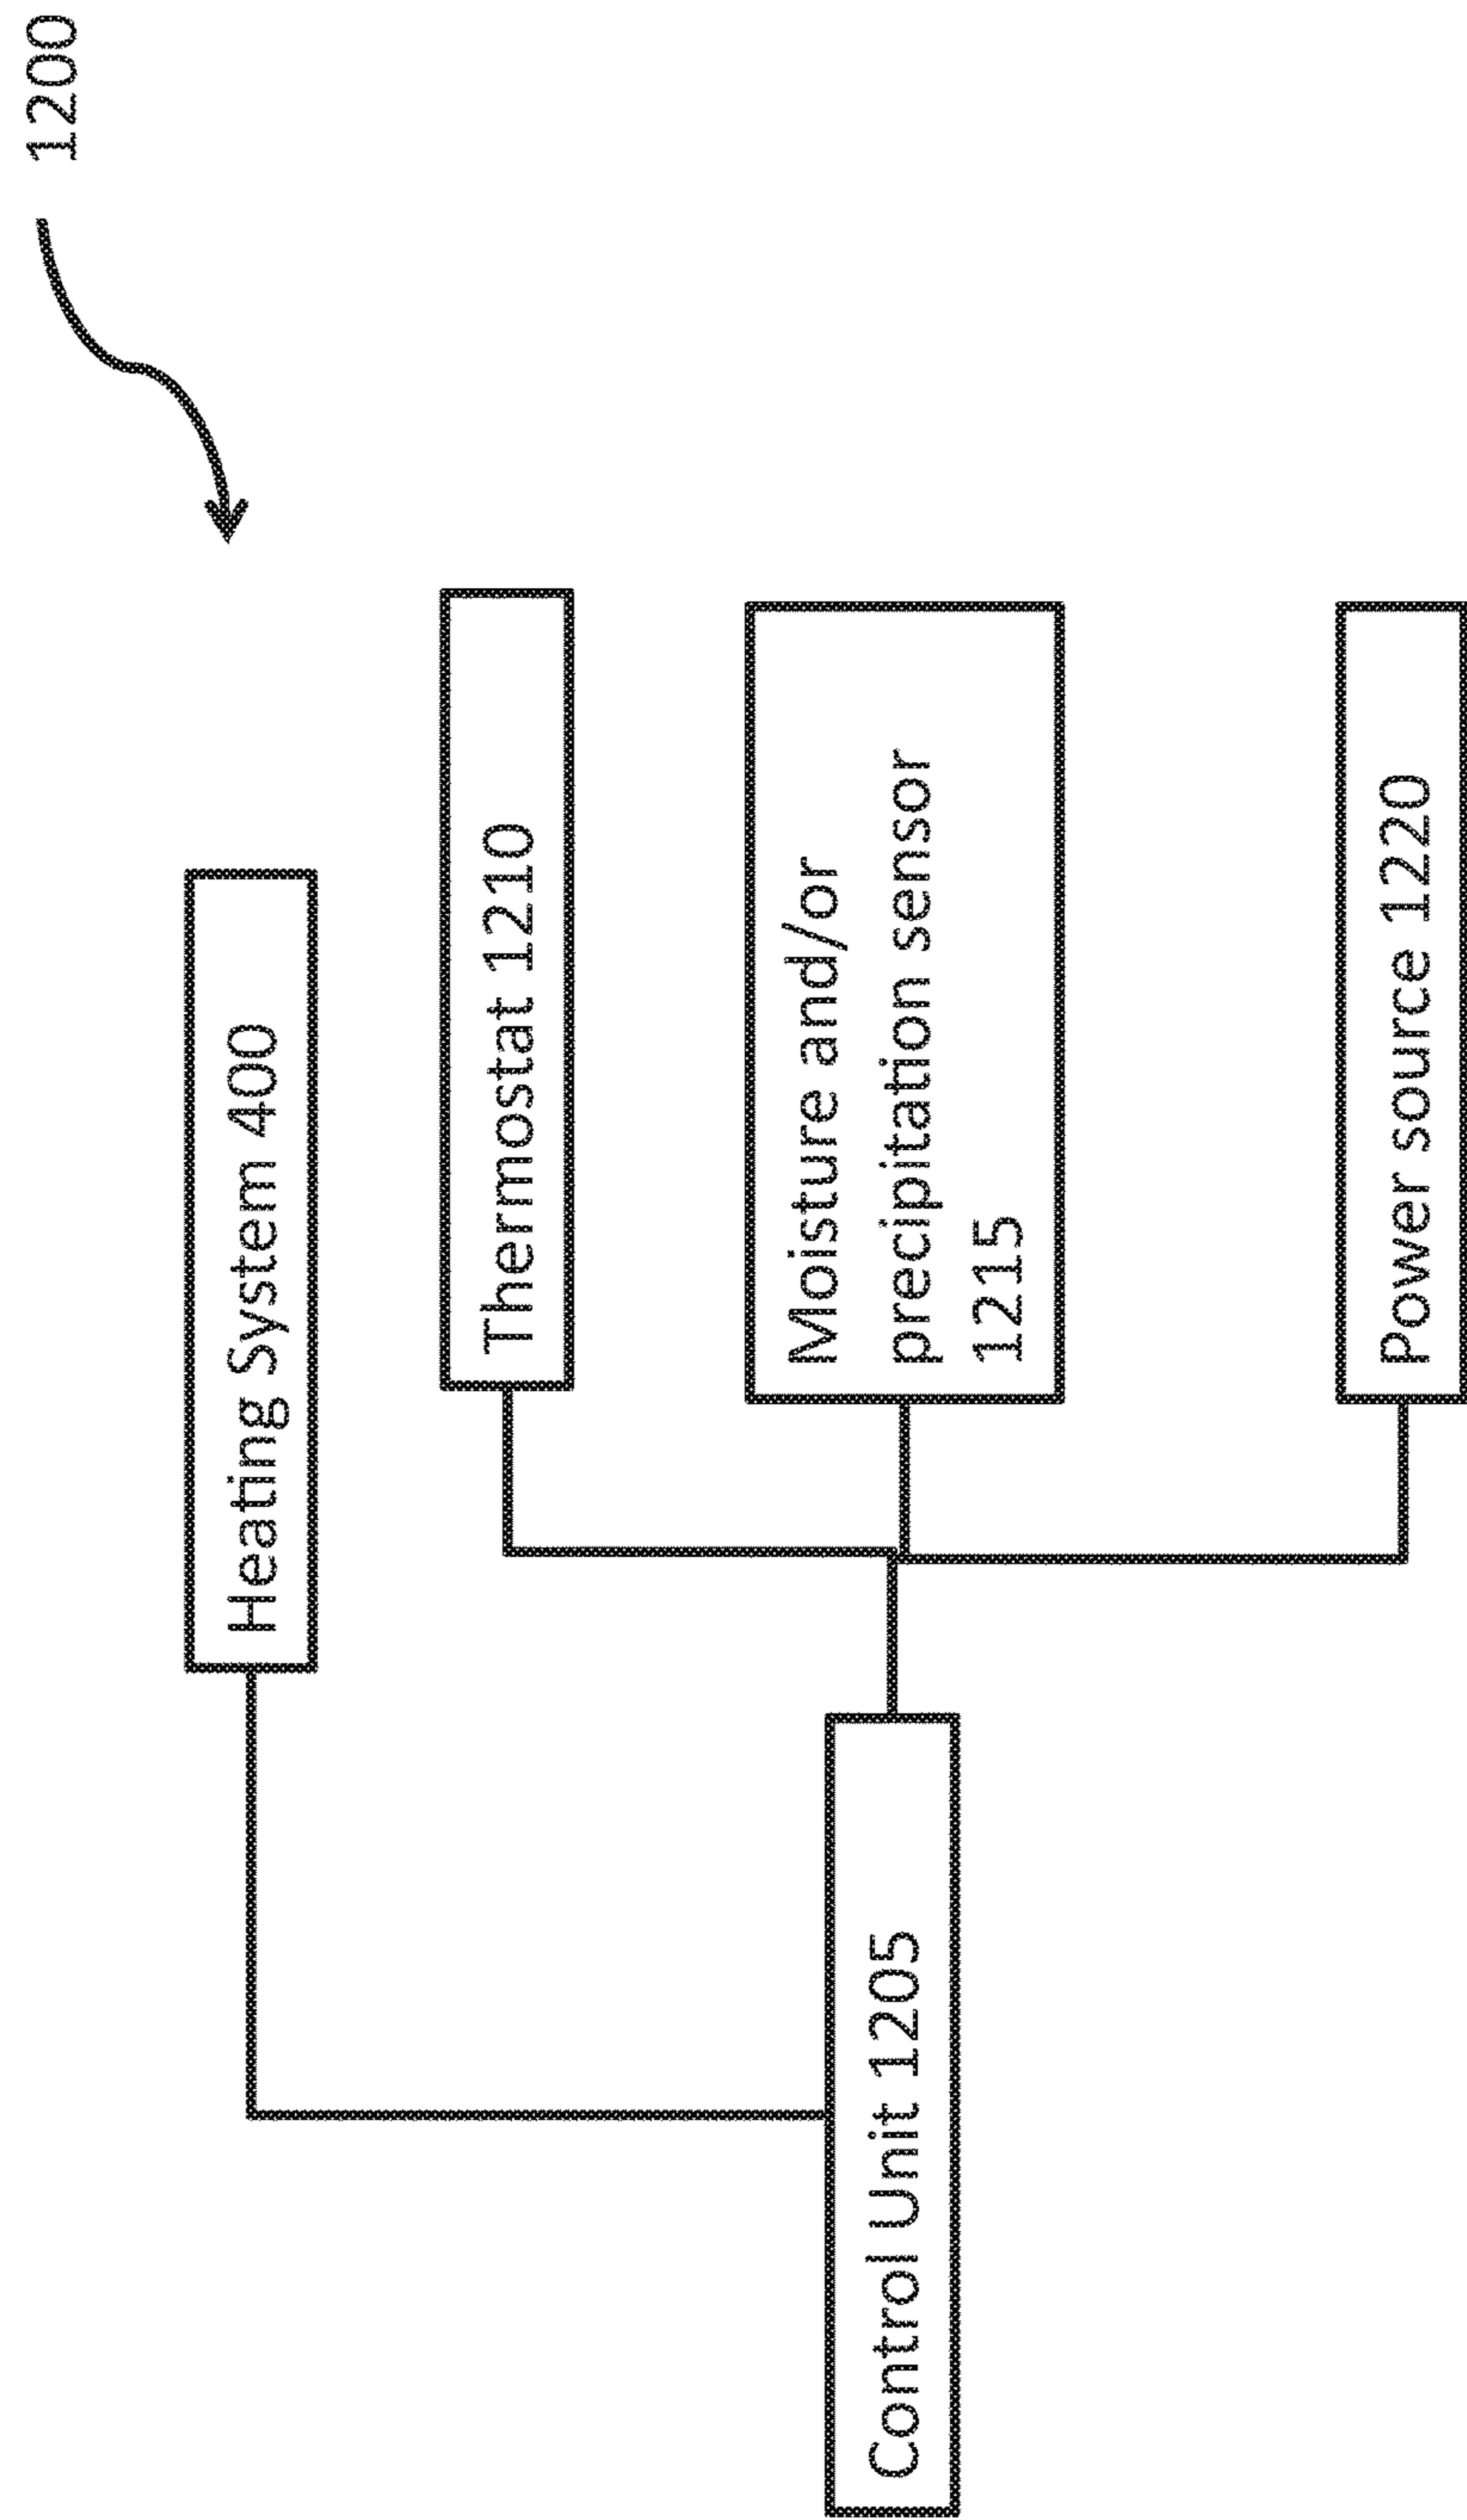 1200
Heating System 400
Thermostat 1210
Moisture and/or
precipitation sensor
1215
Control Unit 1205
Power source 1220